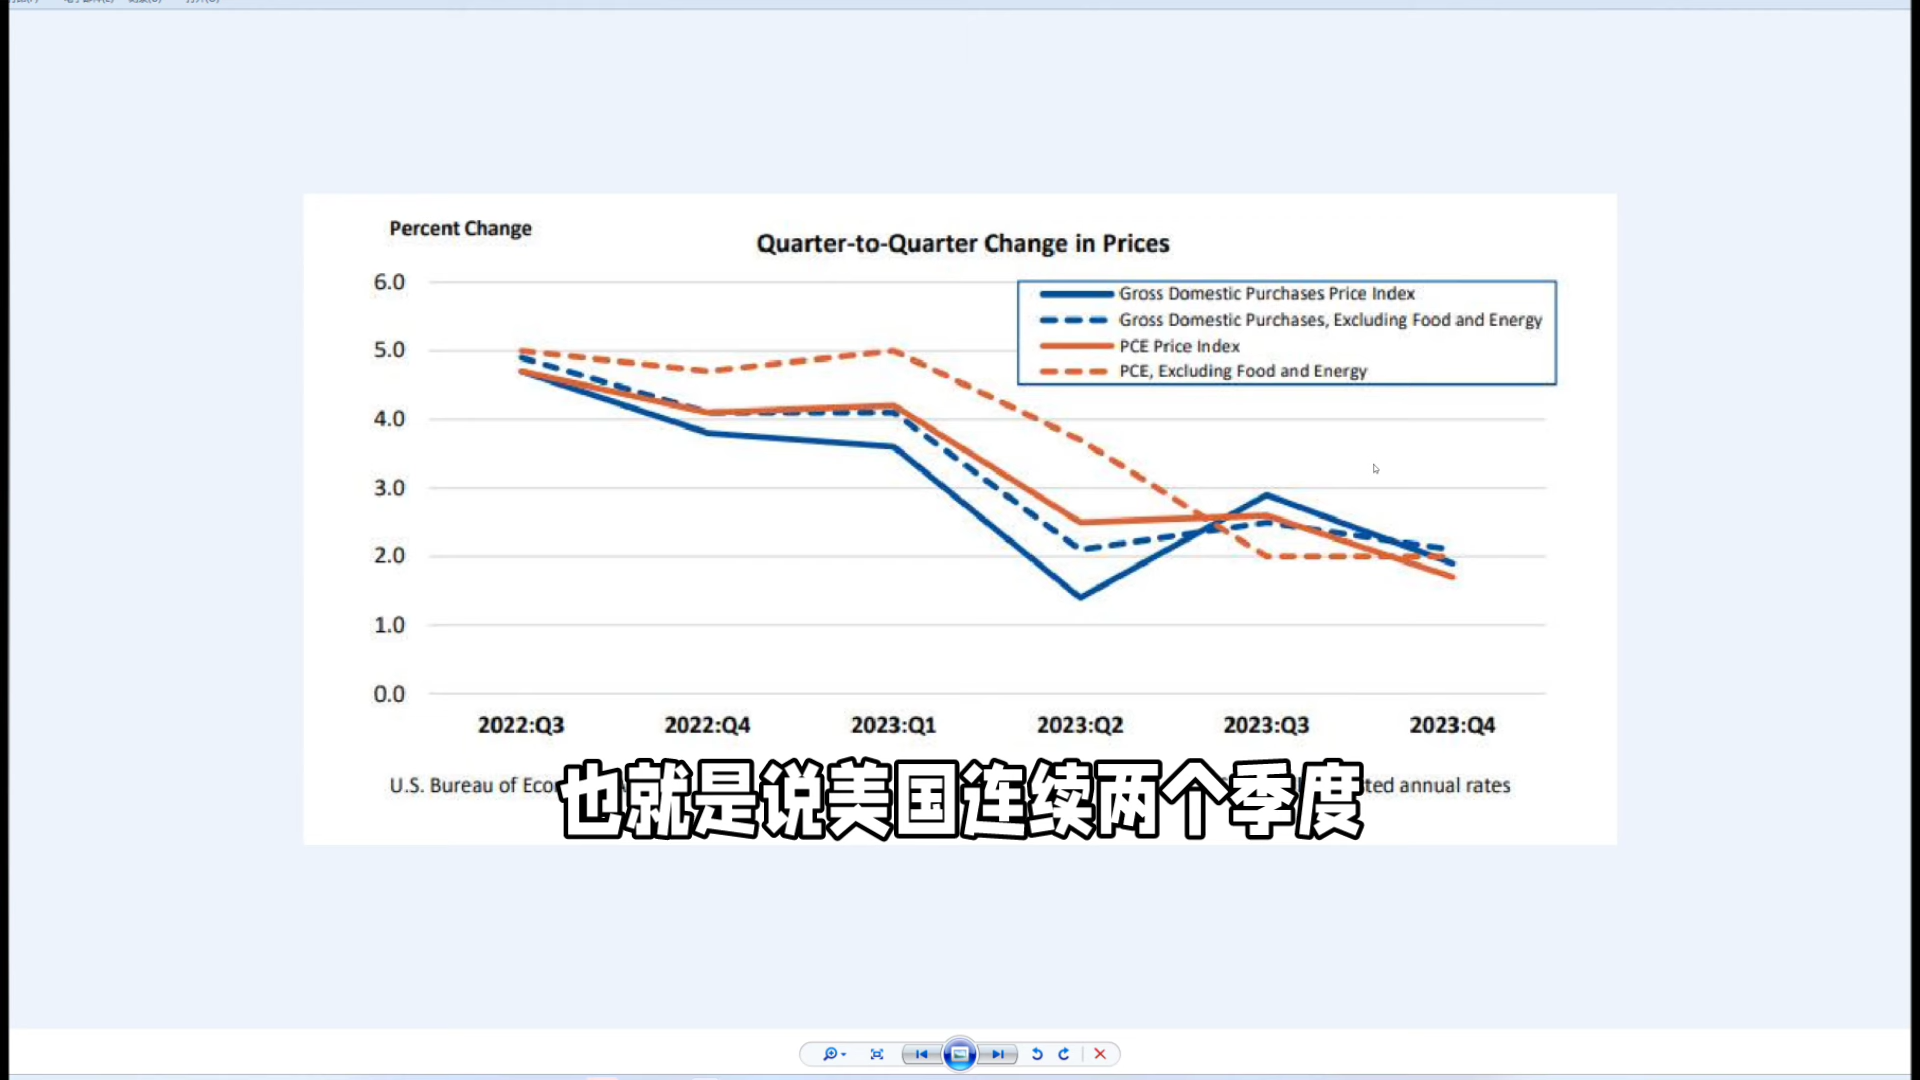 Percent Change
Quarter-to-Quarter Change in Prices
6.0
5.0
4.0
3.0
2.0
1.0
0.0
Gross Domestic Purchases Price Index
Gross Domestic Purchases, Excluding Food and Energy
PCE Price Index
PCE, Excluding Food and Energy
2022:Q3 2022:Q4 2023:Q1 2023:Q2 2023:Q3 2023:Q4
U.S. Bureau of annual rates
也就是说美国连续两个季度